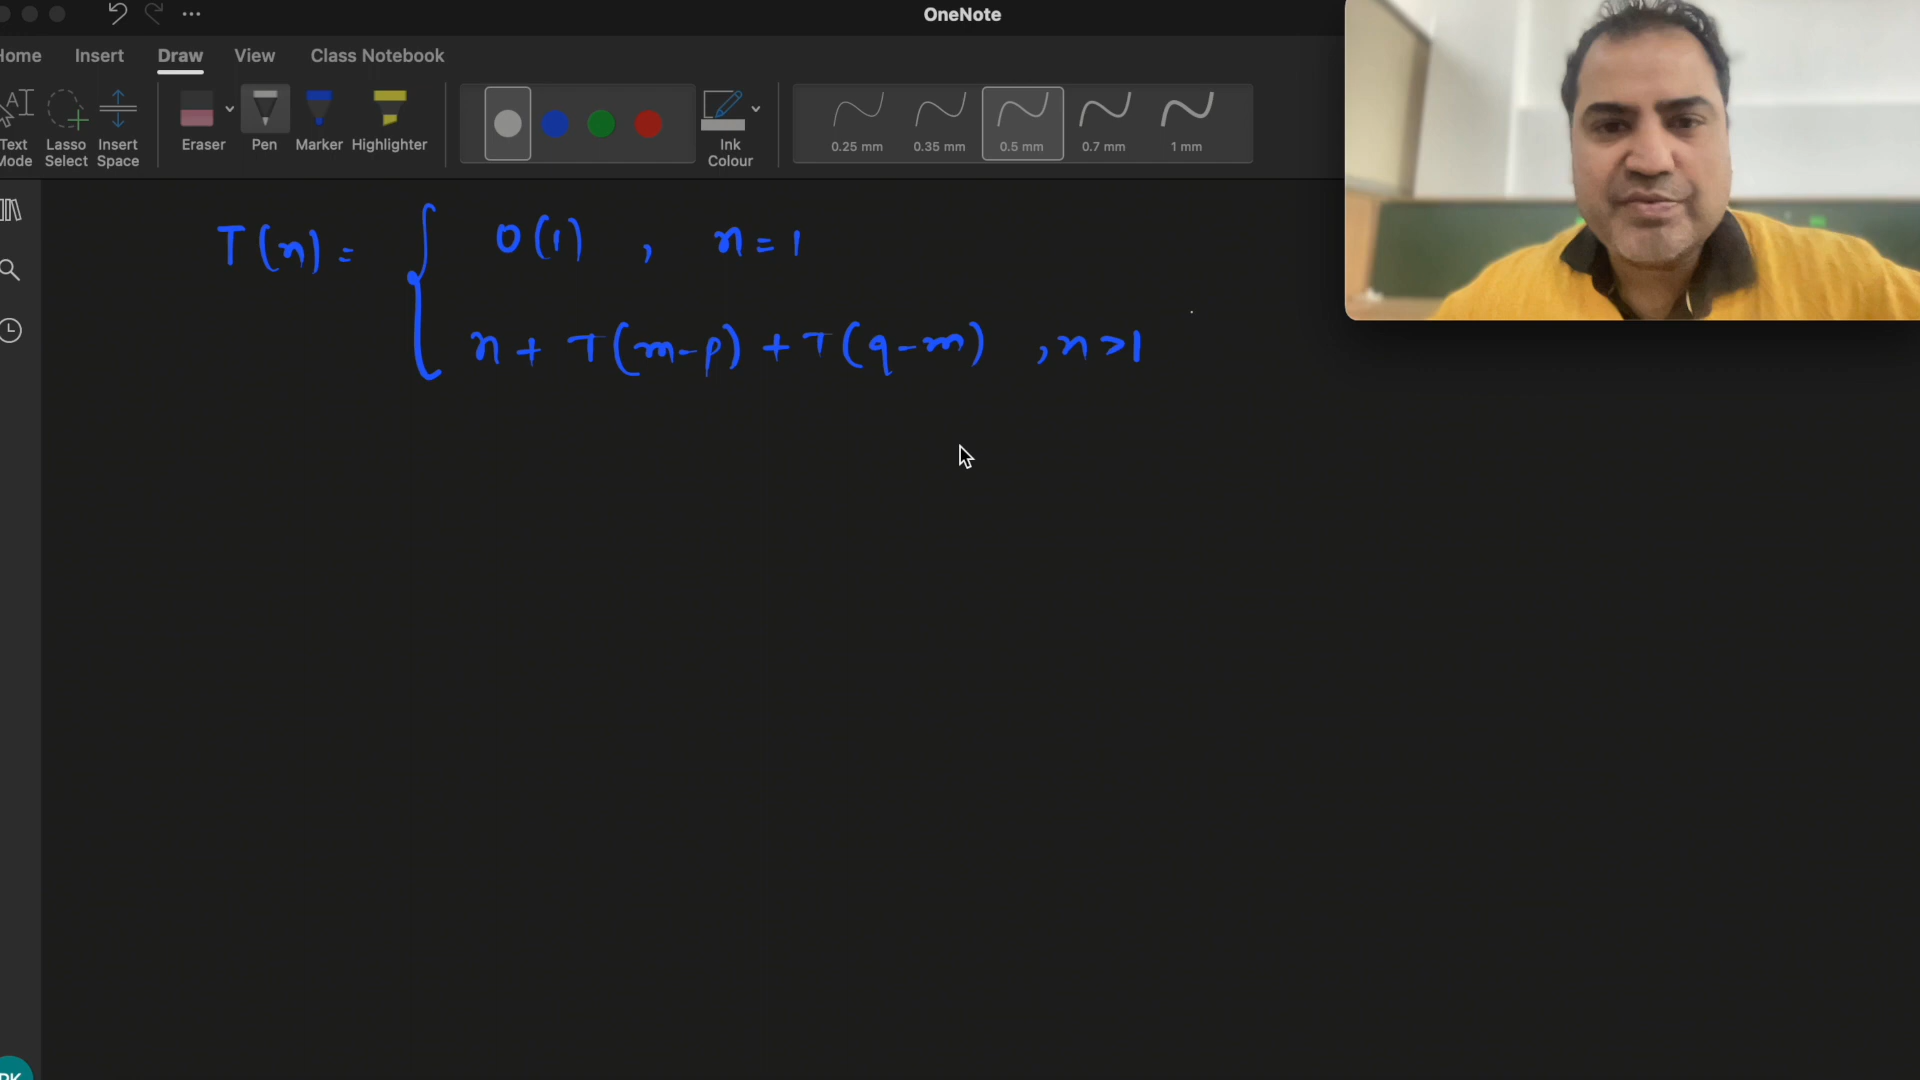 OneNote
Home Insert Draw View Class Notebook
Text Mode Lasso Select Insert Space Eraser Pen Marker Highlighter Ink Colour 0.25 mm 0.35 mm 0.5 mm 0.7 mm 1 mm
T(n) = { O(1) , n = 1
n + T(m-p) + T(q-m) , n>1